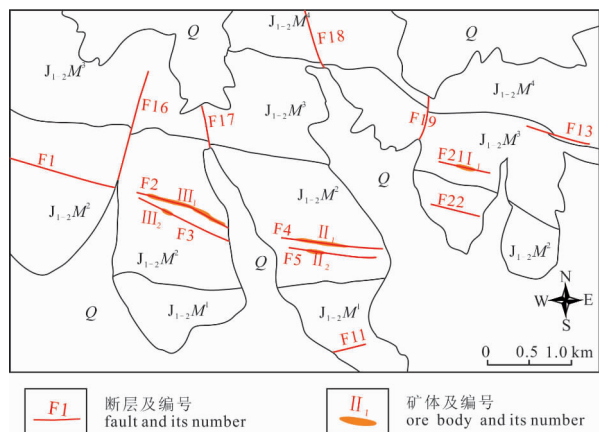 Q
J₁₋₂M⁴
F18
Q
J₁₋₂M³
Q
J₁₋₂M⁴
F16
F17
J₁₋₂M³
F19
J₁₋₂M³
F13
F1
F21 I₁
Q
F2
III₁
J₁₋₂M²
F22
J₁₋₂M²
III₂
F3
J₁₋₂M²
F4
II₁
F5
II₂
J₁₋₂M²
Q
Q
J₁₋₂M¹
J₁₋₂M¹
F11
N
W E
S
0 0.5 1.0 km
F1 断层及编号
fault and its number
II₁ 矿体及编号
ore body and its number